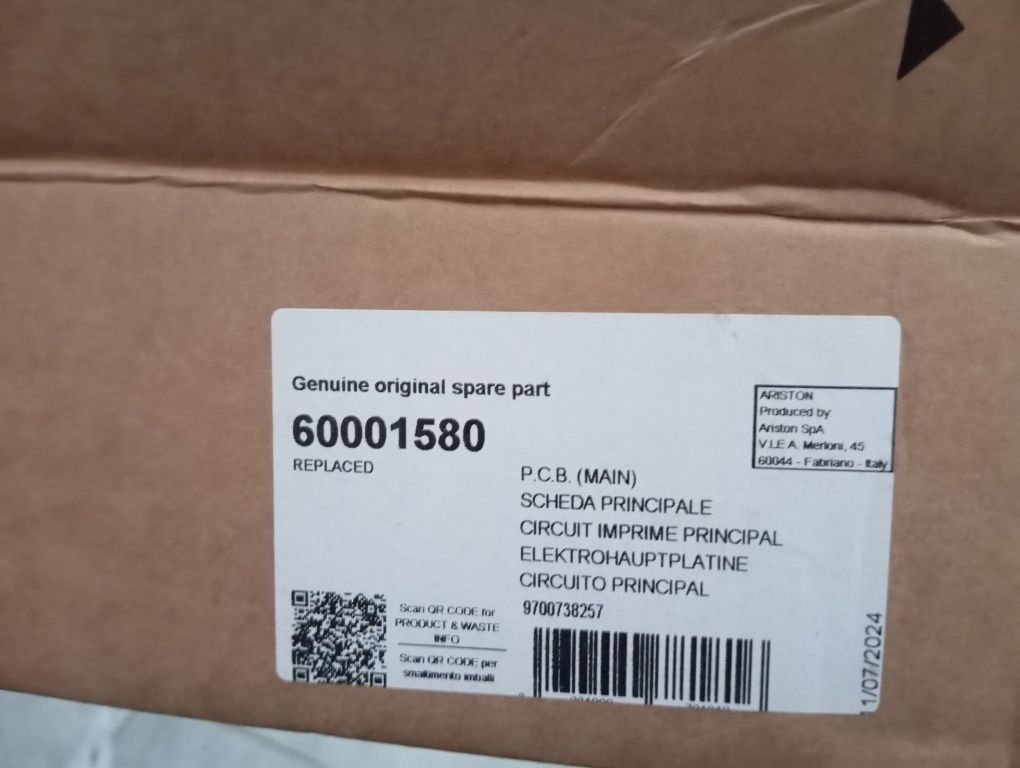 Genuine original spare part
60001580
REPLACED
ARISTON
Produced by
Ariston SpA
V.LE A. Merloni, 45
60044 - Fabriano - Italy
P.C.B. (MAIN)
SCHEDA PRINCIPALE
CIRCUIT IMPRIME PRINCIPAL
ELEKTROHAUPTPLATINE
CIRCUITO PRINCIPAL
9700738257
Scan QR CODE for
PRODUCT & WASTE
INFO
Scan QR CODE per
smaltimento imballi
11/07/2024